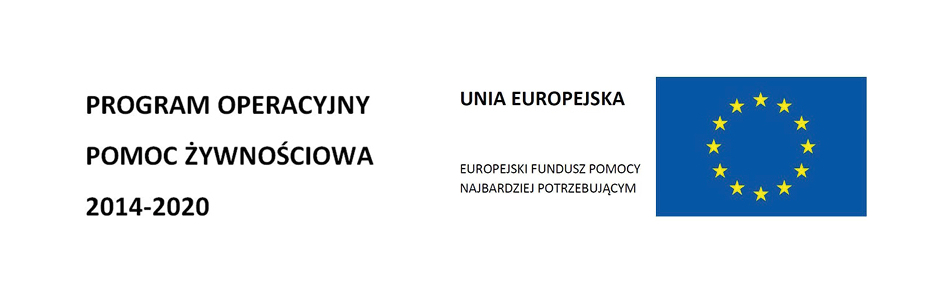 PROGRAM OPERACYJNY
POMOC ŻYWNOŚCIOWA
2014-2020
UNIA EUROPEJSKA
EUROPEJSKI FUNDUSZ POMOCY
NAJBARDZIEJ POTRZEBUJĄCYM